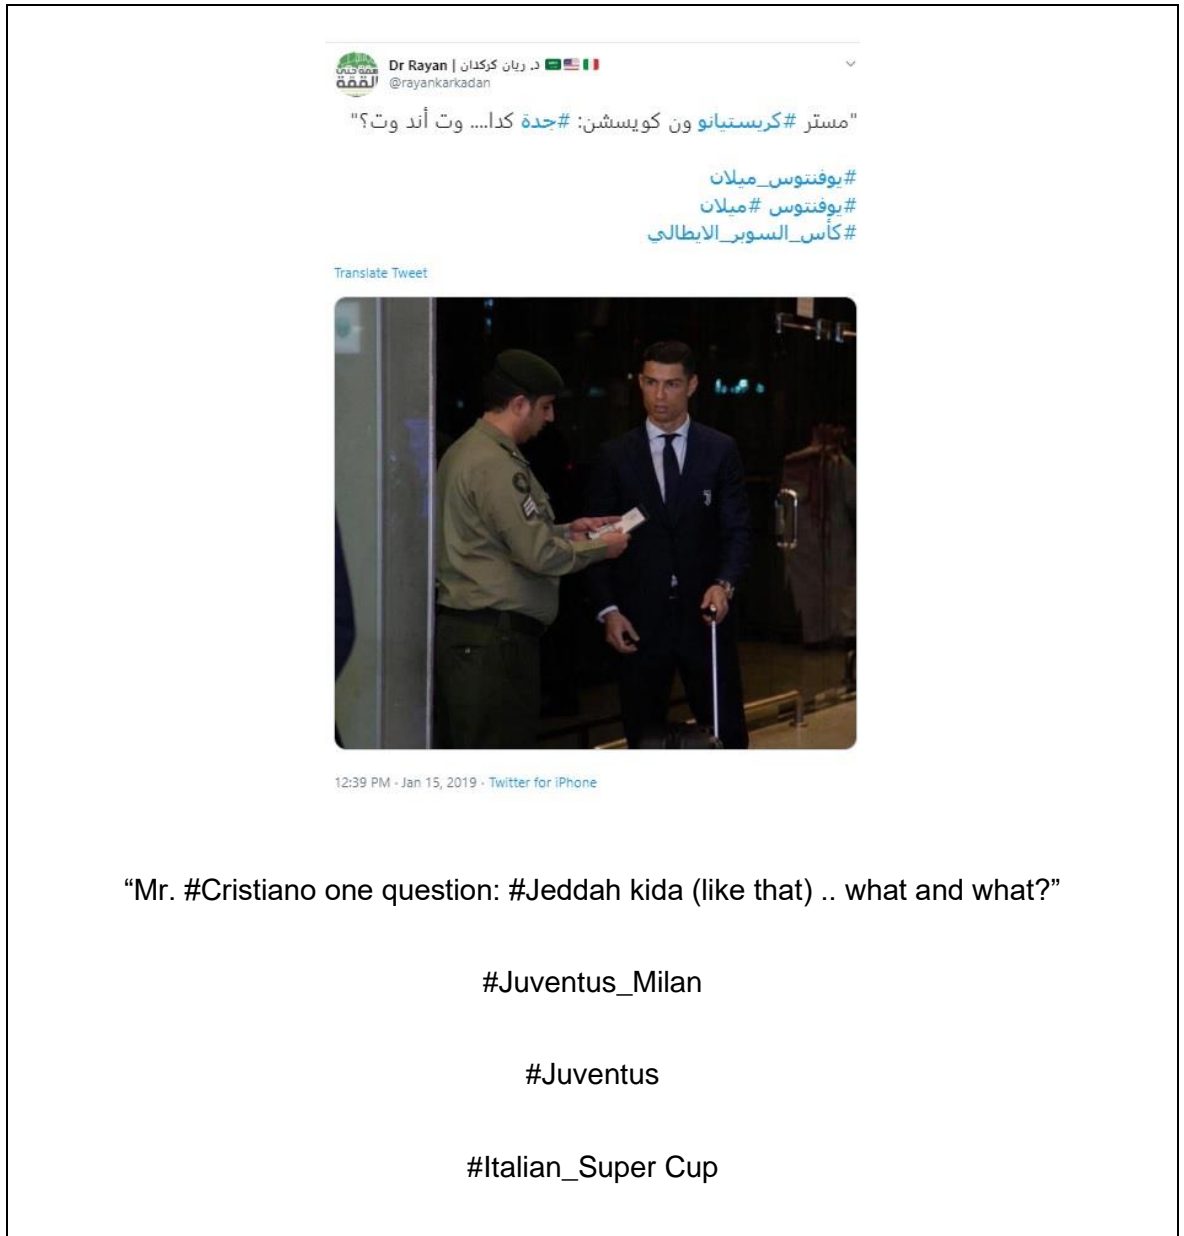 Dr Rayan | د. ريان كركدان
@rayankarkadan
"مستر #كريستيانو ون كويسشن: #جدة كدا.... وت أند وت؟"
#يوفنتوس_ميلان
#يوفنتوس #ميلان
#كأس_السوبر_الايطالي
Translate Tweet
12:39 PM · Jan 15, 2019 · Twitter for iPhone
“Mr. #Cristiano one question: #Jeddah kida (like that) .. what and what?”
#Juventus_Milan
#Juventus
#Italian_Super Cup